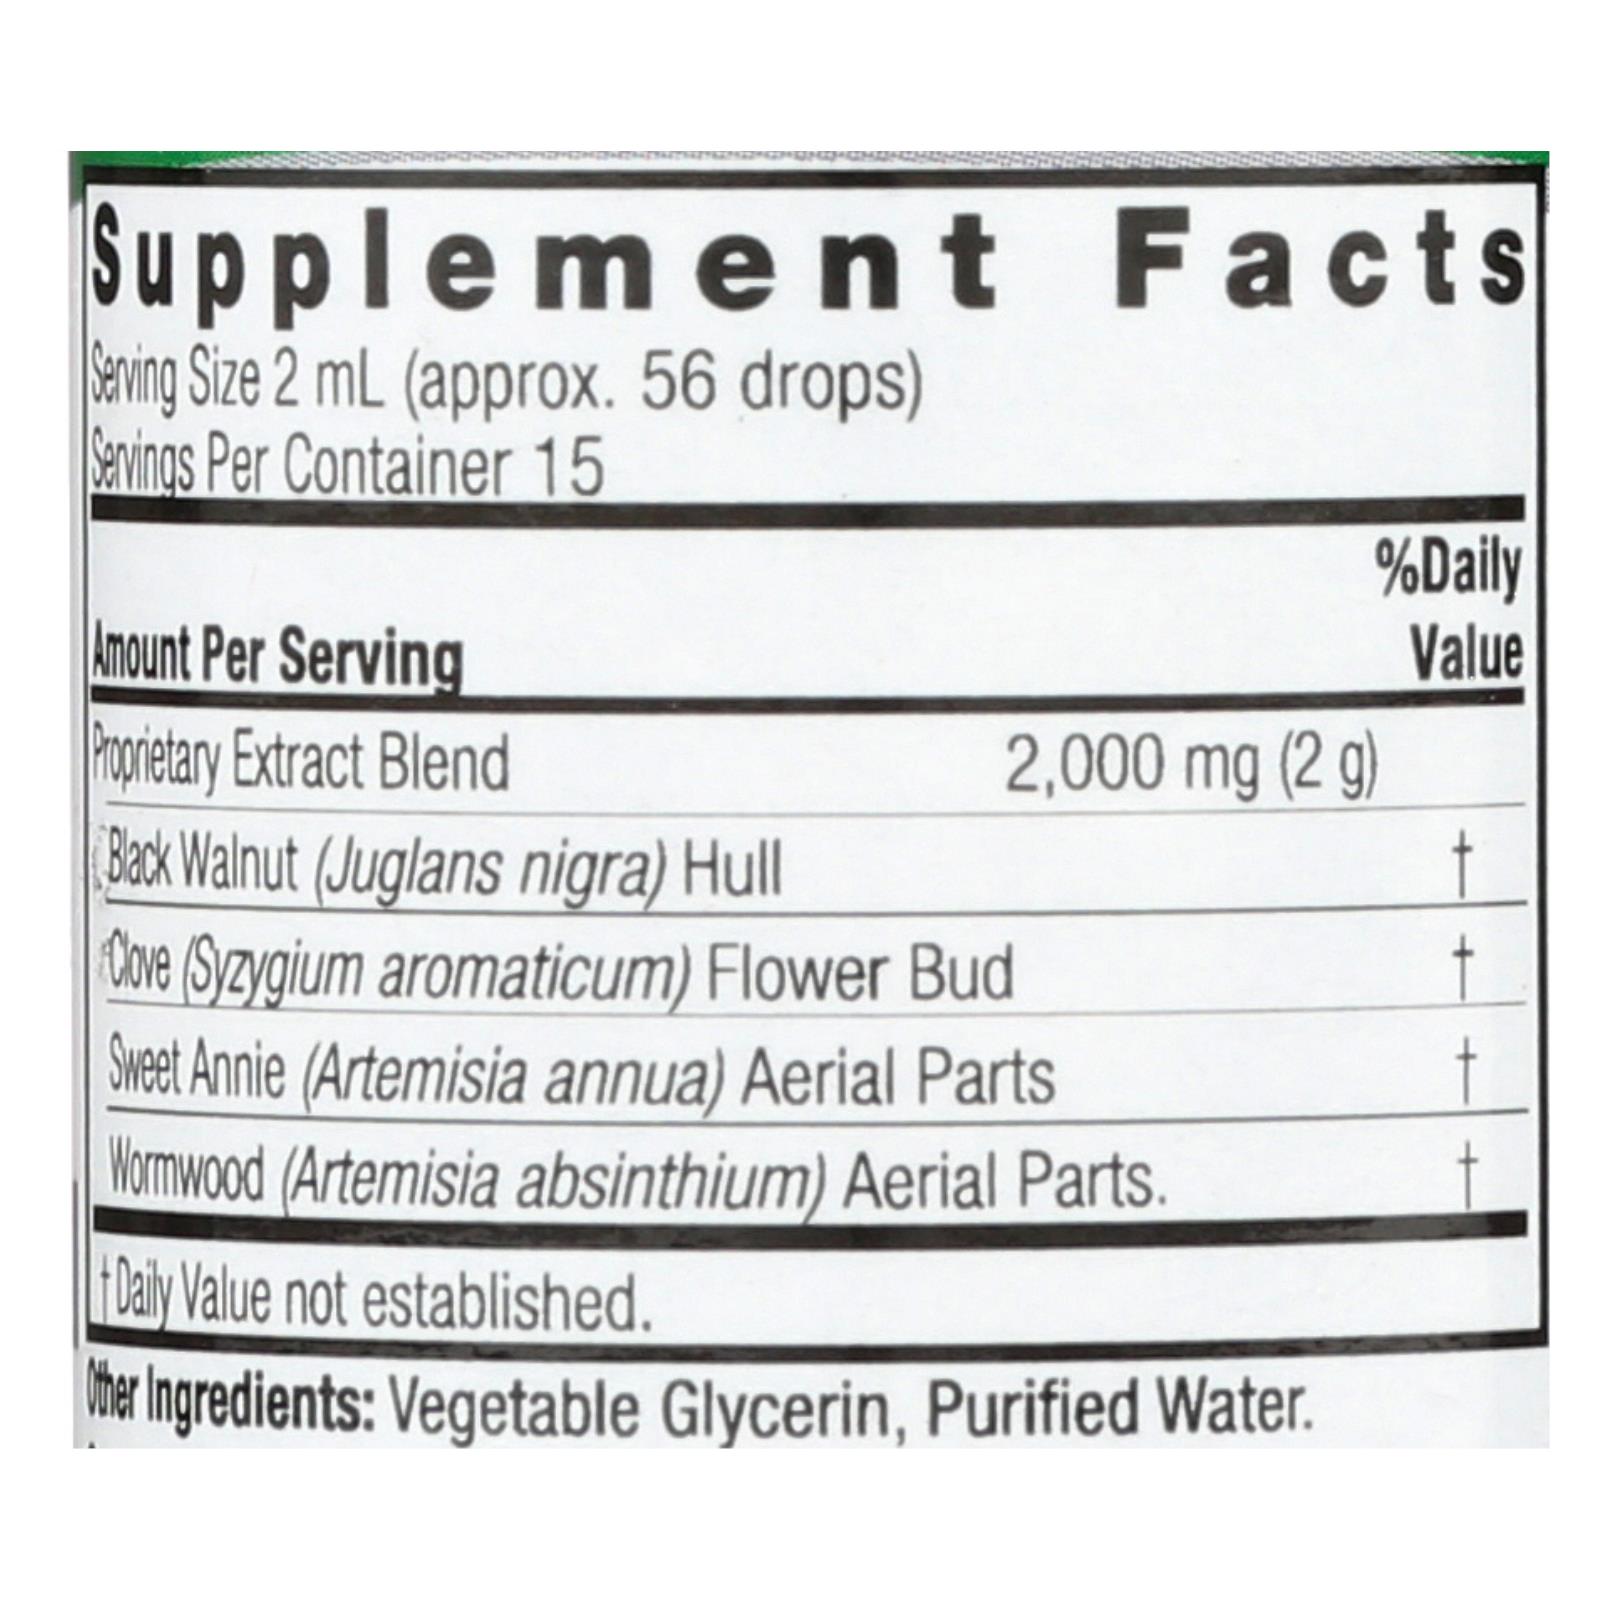 Supplement Facts
Serving Size 2 mL (approx. 56 drops)
Servings Per Container 15
%Daily
Amount Per Serving Value
Proprietary Extract Blend 2,000 mg (2 g)
Black Walnut (Juglans nigra) Hull †
Clove (Syzygium aromaticum) Flower Bud †
Sweet Annie (Artemisia annua) Aerial Parts †
Wormwood (Artemisia absinthium) Aerial Parts. †
† Daily Value not established.
Other Ingredients: Vegetable Glycerin, Purified Water.